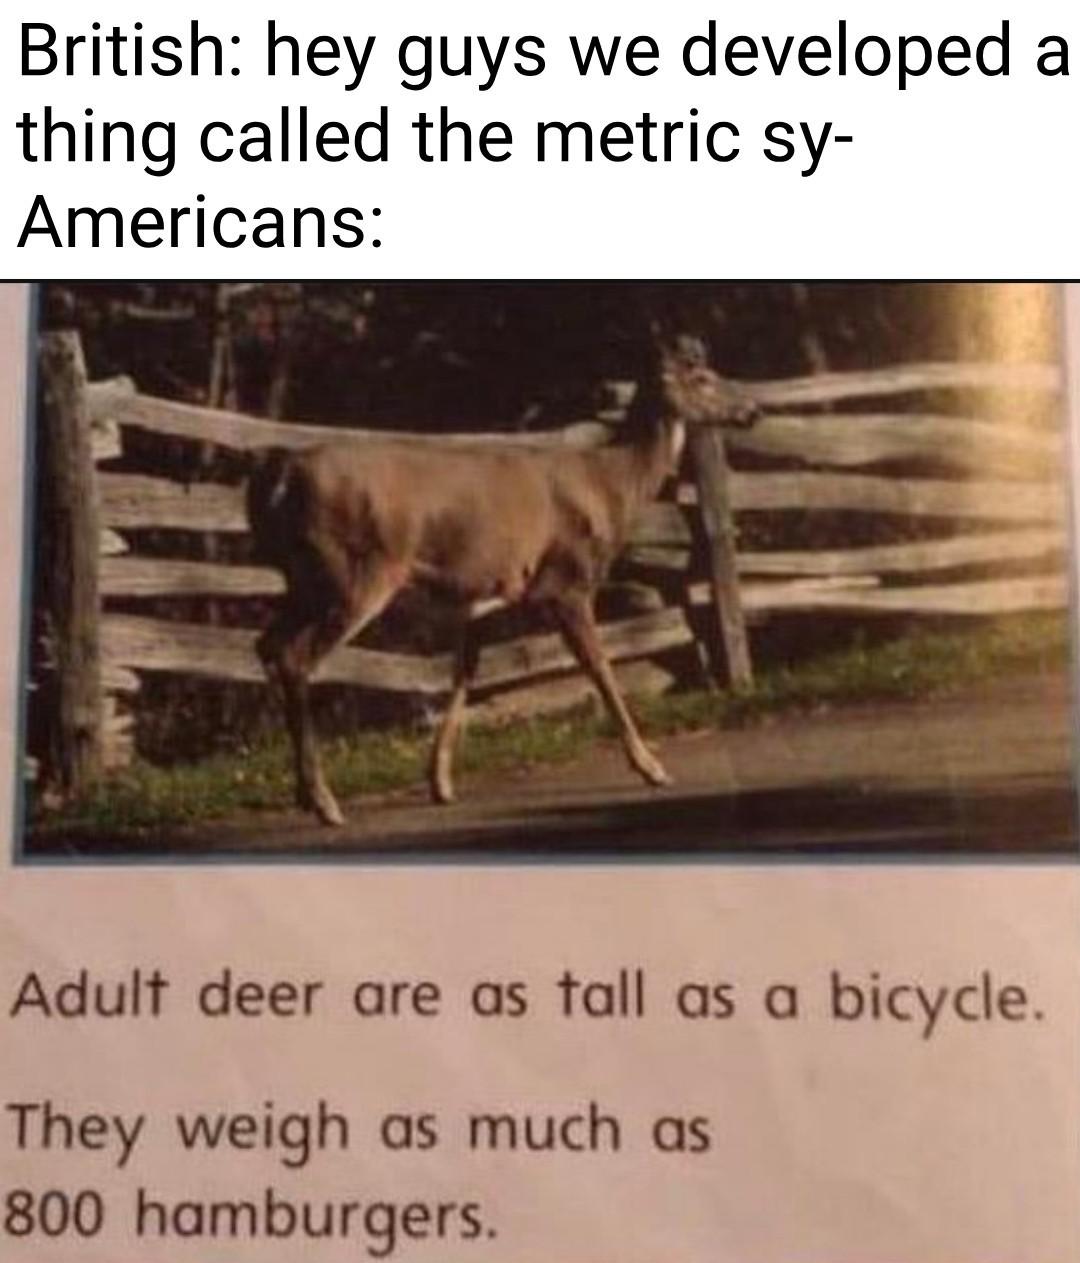 British: hey guys we developed a
thing called the metric sy-
Americans:
Adult deer are as tall as a bicycle.
They weigh as much as
800 hamburgers.